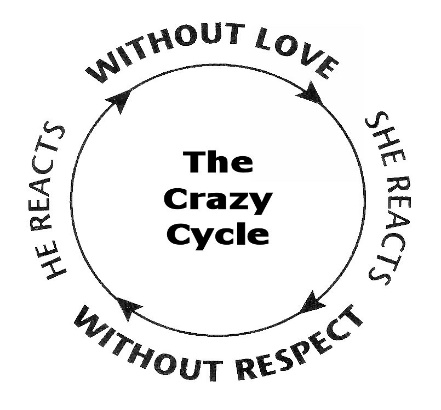 WITHOUT LOVE
SHE REACTS
WITHOUT RESPECT
HE REACTS
The
Crazy
Cycle